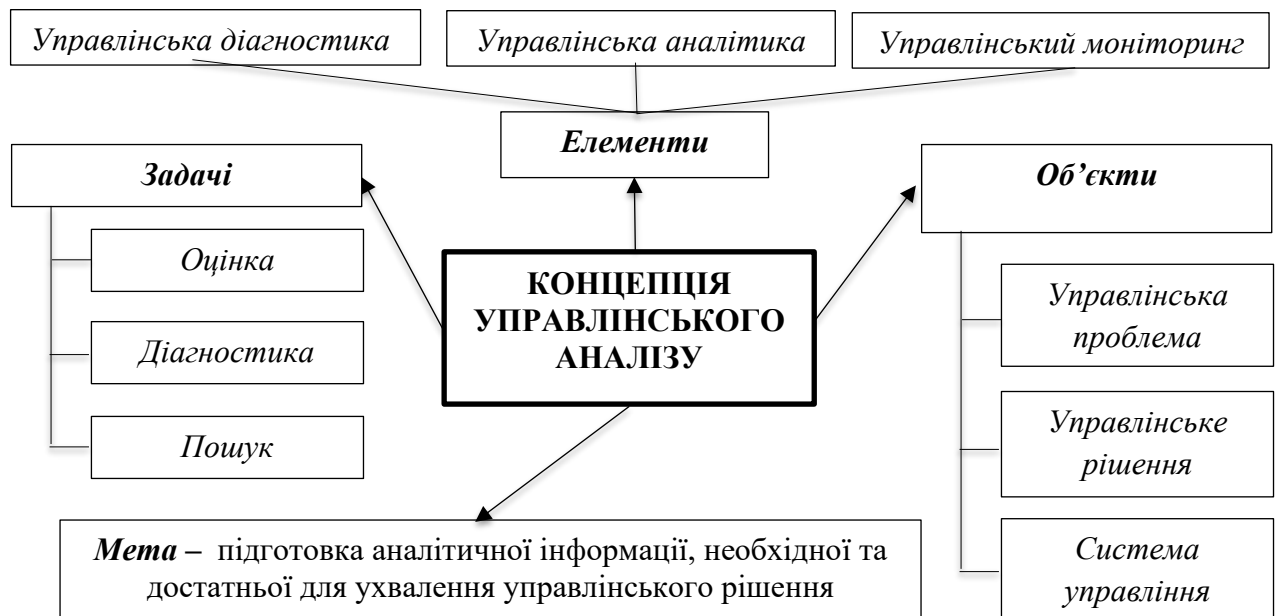 Управлінська діагностика
Управлінська аналітика
Управлінський моніторинг
Елементи
Задачі
Об’єкти
Оцінка
Діагностика
Пошук
КОНЦЕПЦІЯ
УПРАВЛІНСЬКОГО
АНАЛІЗУ
Управлінська
проблема
Управлінське
рішення
Система
управління
Мета – підготовка аналітичної інформації, необхідної та
достатньої для ухвалення управлінського рішення